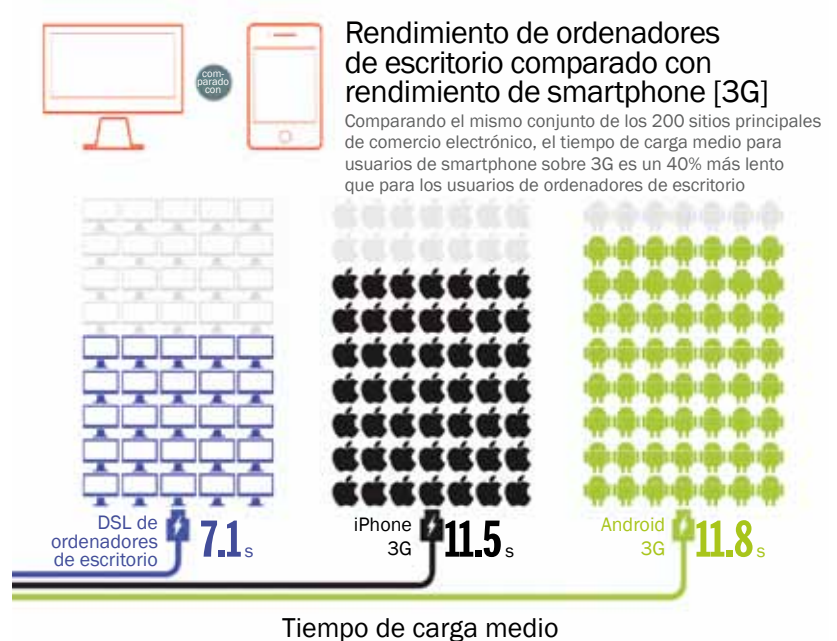 com-
parado
con
Rendimiento de ordenadores
de escritorio comparado con
rendimiento de smartphone [3G]
Comparando el mismo conjunto de los 200 sitios principales
de comercio electrónico, el tiempo de carga medio para
usuarios de smartphone sobre 3G es un 40% más lento
que para los usuarios de ordenadores de escritorio
DSL de
ordenadores
de escritorio
7.1 s
iPhone
3G
11.5 s
Android
3G
11.8 s
Tiempo de carga medio